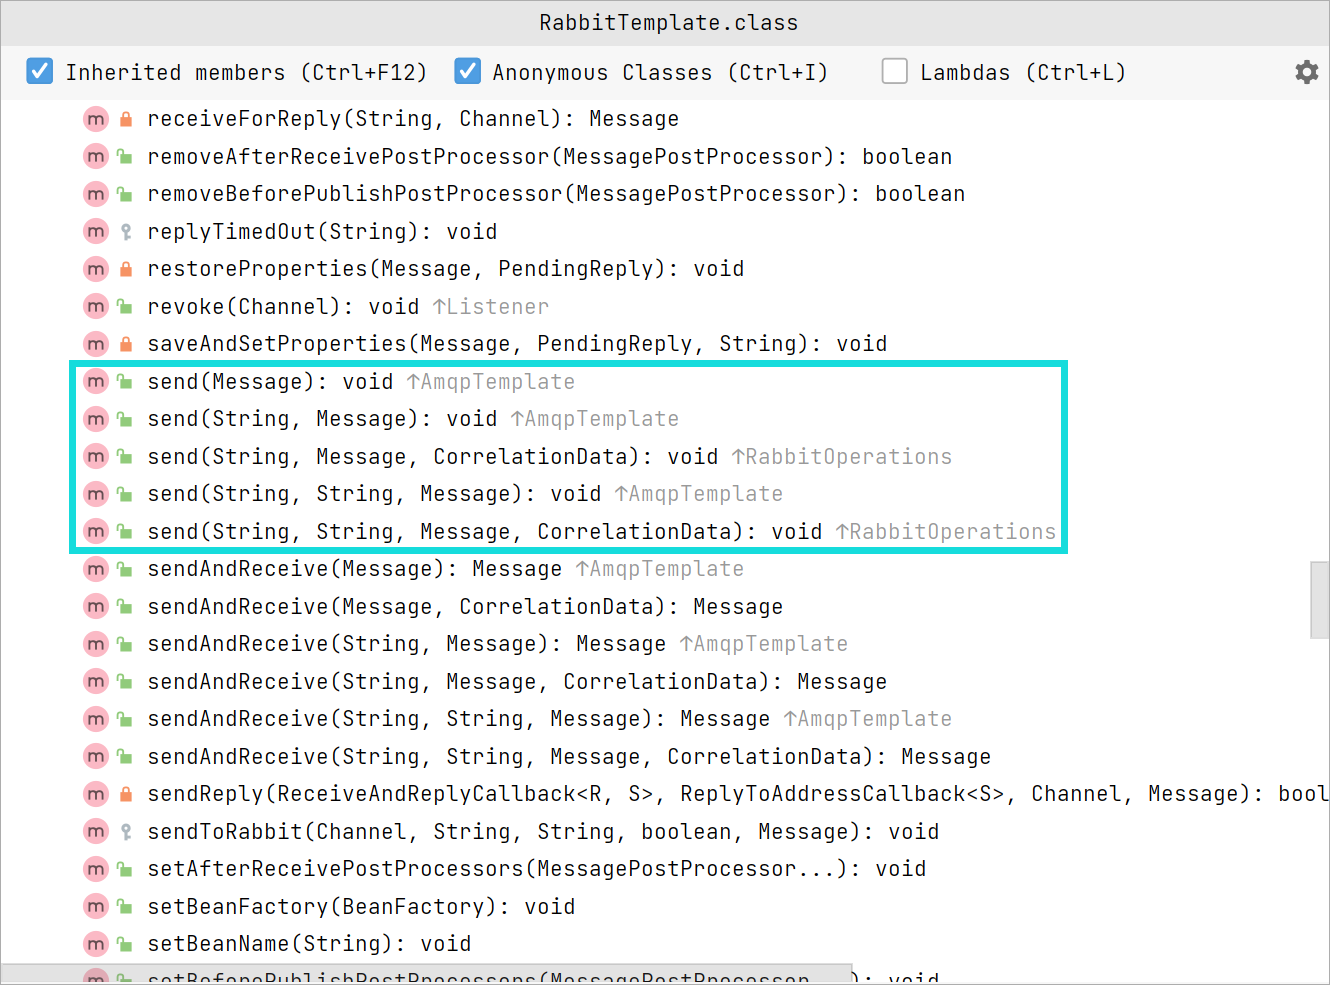 RabbitTemplate.class
Inherited members (Ctrl+F12) Anonymous Classes (Ctrl+I) Lambdas (Ctrl+L)
m receiveForReply(String, Channel): Message
m removeAfterReceivePostProcessor(MessagePostProcessor): boolean
m removeBeforePublishPostProcessor(MessagePostProcessor): boolean
m replyTimedOut(String): void
m restoreProperties(Message, PendingReply): void
m revoke(Channel): void ↑Listener
m saveAndSetProperties(Message, PendingReply, String): void
m send(Message): void ↑AmqpTemplate
m send(String, Message): void ↑AmqpTemplate
m send(String, Message, CorrelationData): void ↑RabbitOperations
m send(String, String, Message): void ↑AmqpTemplate
m send(String, String, Message, CorrelationData): void ↑RabbitOperations
m sendAndReceive(Message): Message ↑AmqpTemplate
m sendAndReceive(Message, CorrelationData): Message
m sendAndReceive(String, Message): Message ↑AmqpTemplate
m sendAndReceive(String, Message, CorrelationData): Message
m sendAndReceive(String, String, Message): Message ↑AmqpTemplate
m sendAndReceive(String, String, Message, CorrelationData): Message
m sendReply(ReceiveAndReplyCallback<R, S>, ReplyToAddressCallback<S>, Channel, Message): bool
m sendToRabbit(Channel, String, String, boolean, Message): void
m setAfterReceivePostProcessors(MessagePostProcessor...): void
m setBeanFactory(BeanFactory): void
m setBeanName(String): void
m setBeforePublishPostProcessors(MessagePostProcessor...): void